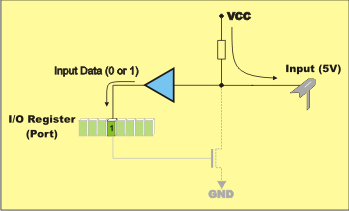 VCC
Input Data (0 or 1)
Input (5V)
I/O Register
(Port)
1
GND